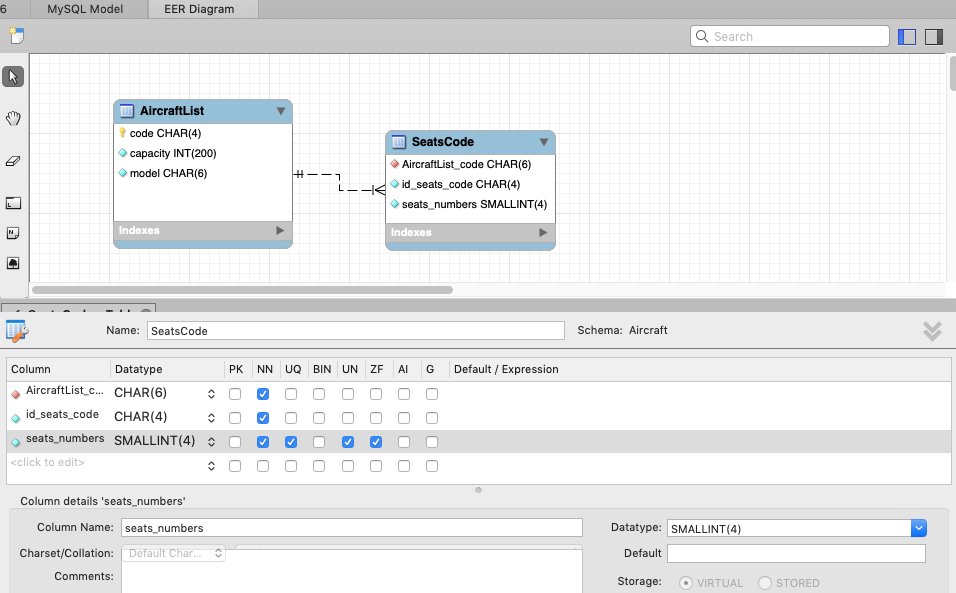 6 MySQL Model EER Diagram
Search
AircraftList
code CHAR(4)
capacity INT(200)
model CHAR(6)
Indexes
SeatsCode
AircraftList_code CHAR(6)
id_seats_code CHAR(4)
seats_numbers SMALLINT(4)
Indexes
Name: SeatsCode Schema: Aircraft
Column Datatype PK NN UQ BIN UN ZF AI G Default / Expression
AircraftList_c... CHAR(6)
id_seats_code CHAR(4)
seats_numbers SMALLINT(4)
<click to edit>
Column details 'seats_numbers'
Column Name: seats_numbers Datatype: SMALLINT(4)
Charset/Collation: Default Char... Default
Comments: Storage: VIRTUAL STORED